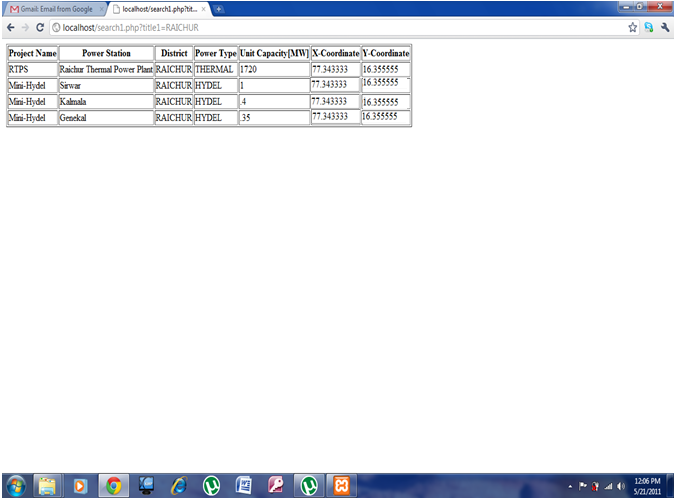 Gmail: Email from Google
localhost/search1.php?tit...
localhost/search1.php?title1=RAICHUR
Project Name Power Station District Power Type Unit Capacity[MW] X-Coordinate Y-Coordinate
RTPS Raichur Thermal Power Plant RAICHUR THERMAL 1720 77.343333 16.355555
Mini-Hydel Sirwar RAICHUR HYDEL 1 77.343333 16.355555
Mini-Hydel Kalmala RAICHUR HYDEL .4 77.343333 16.355555
Mini-Hydel Genekal RAICHUR HYDEL .35 77.343333 16.355555
12:06 PM
5/21/2011